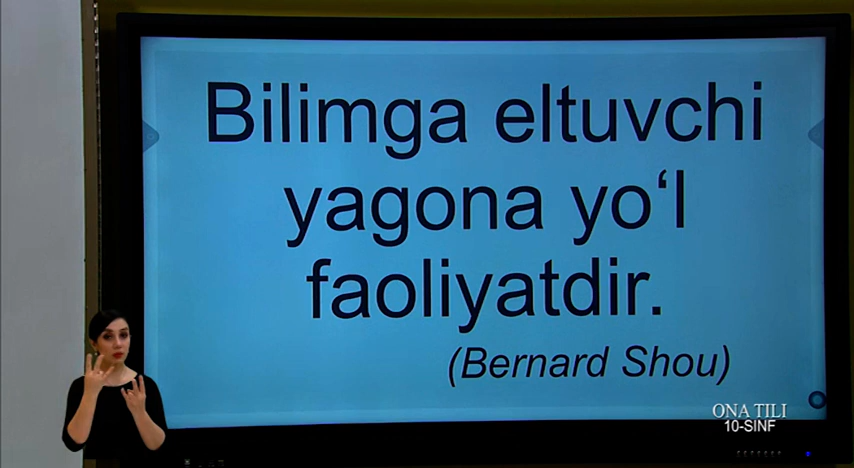 Bilimga eltuvchi
yagona yo‘l
faoliyatdir.
(Bernard Shou)
ONA TILI
10-SINF